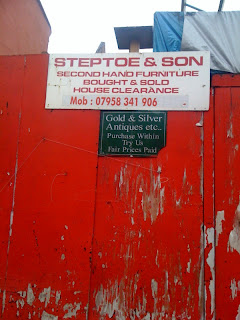 STEPTOE & SON
SECOND HAND FURNITURE
BOUGHT & SOLD
HOUSE CLEARANCE
Mob : 07958 341 906
Gold & Silver
Antiques etc..
Purchase Within
Try Us
Fair Prices Paid